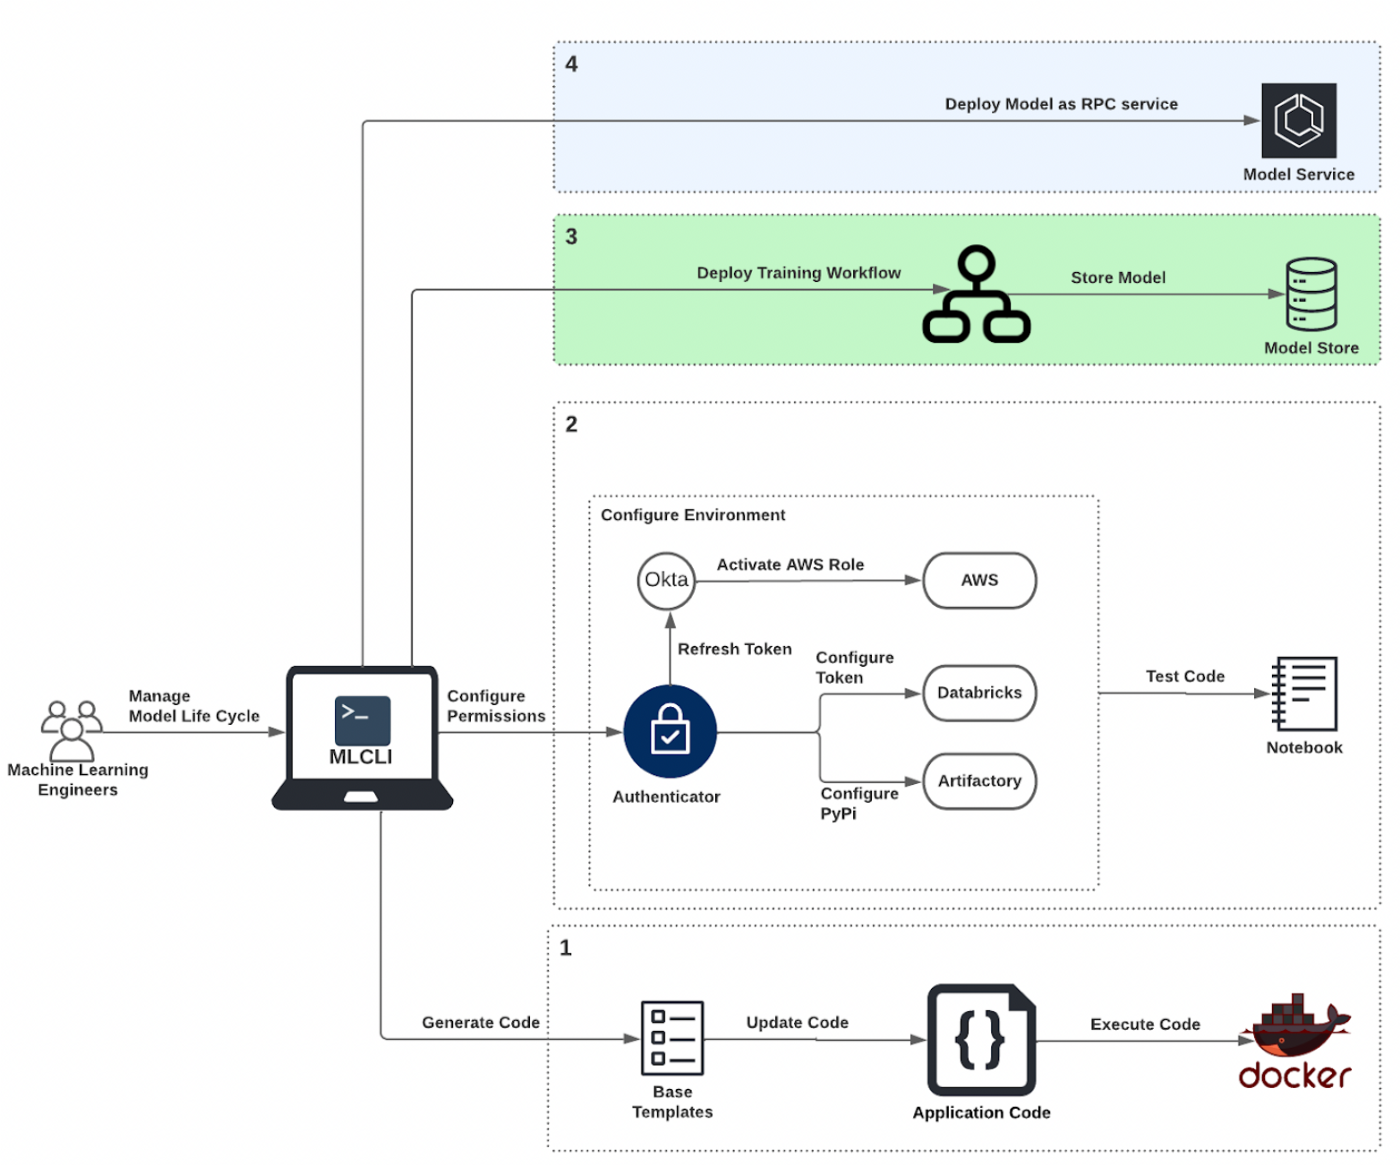 4
Deploy Model as RPC service
Model Service
3
Deploy Training Workflow
Store Model
Model Store
2
Configure Environment
Okta
Activate AWS Role
AWS
Refresh Token
Configure
Token
Databricks
Test Code
Notebook
Manage
Model Life Cycle
Machine Learning
Engineers
>_
MLCLI
Configure
Permissions
Authenticator
Artifactory
Configure
PyPi
1
Generate Code
Base
Templates
Update Code
{}
Application Code
Execute Code
docker